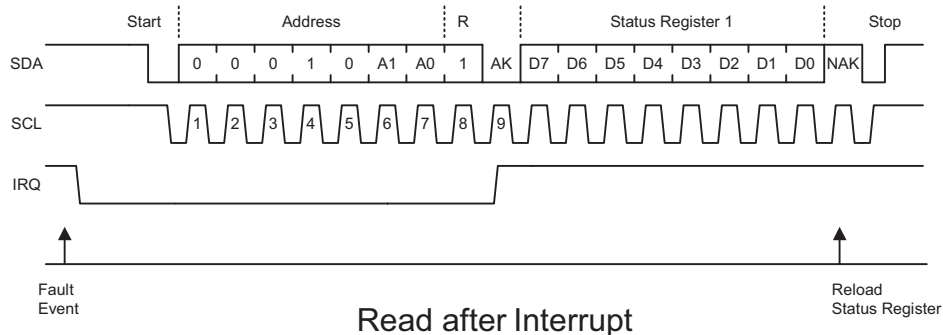 Start Address R Status Register 1 Stop
SDA 0 0 0 1 0 A1 A0 1 AK D7 D6 D5 D4 D3 D2 D1 D0 NAK
SCL 1 2 3 4 5 6 7 8 9
IRQ
Fault
Event
Reload
Status Register
Read after Interrupt